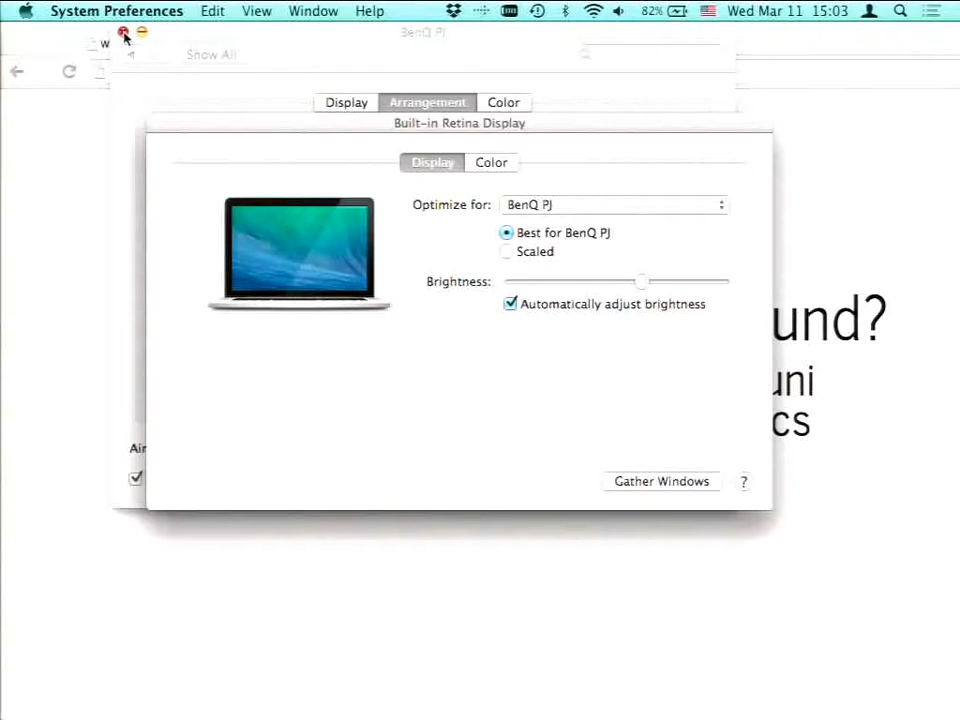 System Preferences Edit View Window Help 82% Wed Mar 11 15:03
BenQ PJ
w
Show All
Display Arrangement Color
Built-in Retina Display
Display Color
Optimize for: BenQ PJ
Best for BenQ PJ
Scaled
Brightness:
Automatically adjust brightness
und?
uni
cs
Air
Gather Windows ?